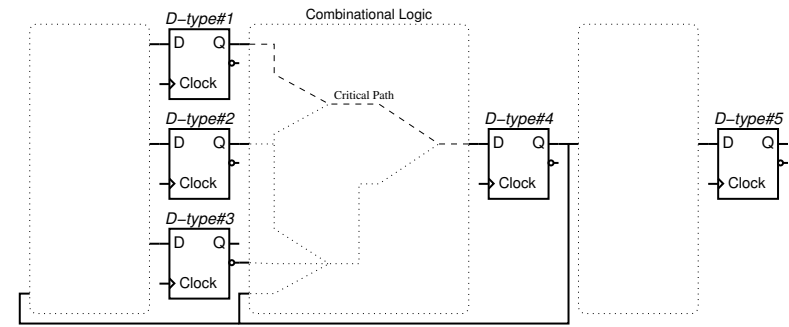 Combinational Logic
D-type#1
D Q
Clock
Critical Path
D-type#2
D Q
Clock
D-type#4
D Q
Clock
D-type#5
D Q
Clock
D-type#3
D Q
Clock